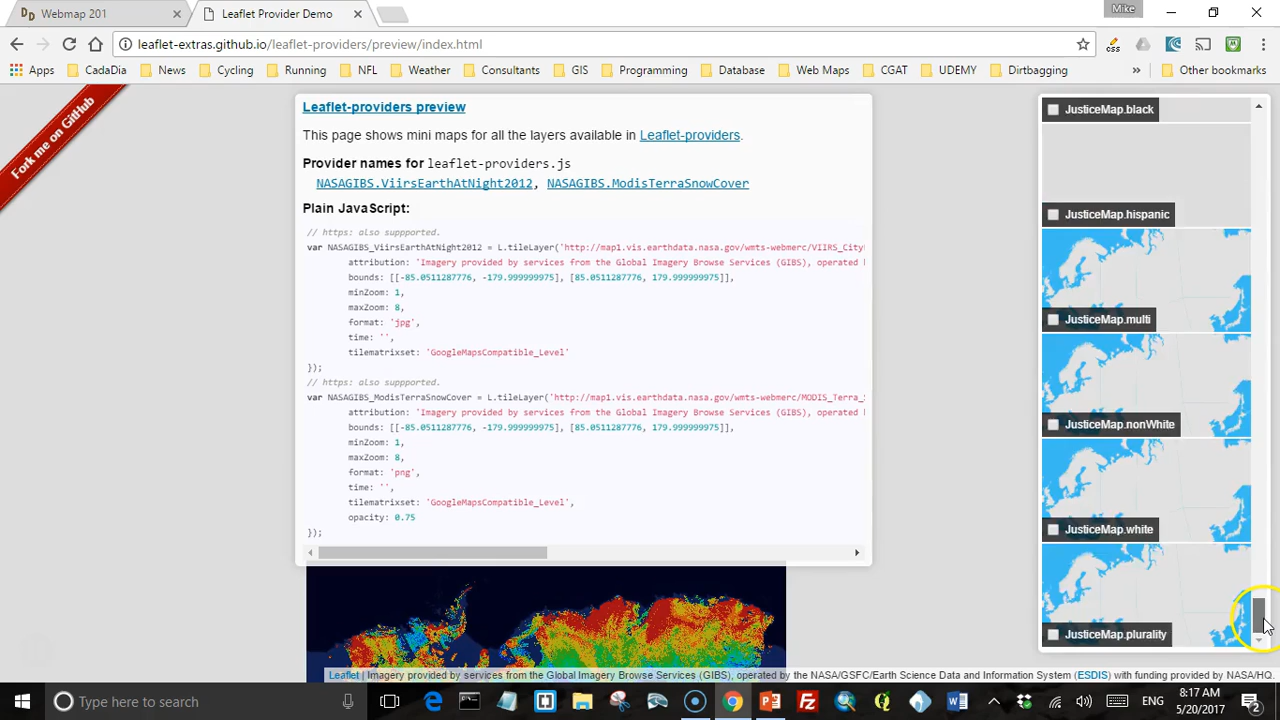 Webmap 201
Leaflet Provider Demo
Mike
leaflet-extras.github.io/leaflet-providers/preview/index.html
Apps
CadaDia
News
Cycling
Running
NFL
Weather
Consultants
GIS
Programming
Database
Web Maps
CGAT
UDEMY
Dirtbagging
»
Other bookmarks
Fork me on GitHub
Leaflet-providers preview
This page shows mini maps for all the layers available in Leaflet-providers.
Provider names for leaflet-providers.js
NASAGIBS.ViirsEarthAtNight2012, NASAGIBS.ModisTerraSnowCover
Plain JavaScript:
// https: also suppported.
var NASAGIBS_ViirsEarthAtNight2012 = L.tileLayer('http://map1.vis.earthdata.nasa.gov/wmts-webmerc/VIIRS_City
attribution: 'Imagery provided by services from the Global Imagery Browse Services (GIBS), operated
bounds: [[-85.0511287776, -179.999999975], [85.0511287776, 179.999999975]],
minZoom: 1,
maxZoom: 8,
format: 'jpg',
time: '',
tilematrixset: 'GoogleMapsCompatible_Level'
});
// https: also suppported.
var NASAGIBS_ModisTerraSnowCover = L.tileLayer('http://map1.vis.earthdata.nasa.gov/wmts-webmerc/MODIS_Terra_
attribution: 'Imagery provided by services from the Global Imagery Browse Services (GIBS), operated
bounds: [[-85.0511287776, -179.999999975], [85.0511287776, 179.999999975]],
minZoom: 1,
maxZoom: 8,
format: 'png',
time: '',
tilematrixset: 'GoogleMapsCompatible_Level',
opacity: 0.75
});
JusticeMap.black
JusticeMap.hispanic
JusticeMap.multi
JusticeMap.nonWhite
JusticeMap.white
JusticeMap.plurality
Leaflet | Imagery provided by services from the Global Imagery Browse Services (GIBS), operated by the NASA/GSFC/Earth Science Data and Information System (ESDIS) with funding provided by NASA/HQ.
Type here to search
ENG
8:17 AM
5/20/2017
2